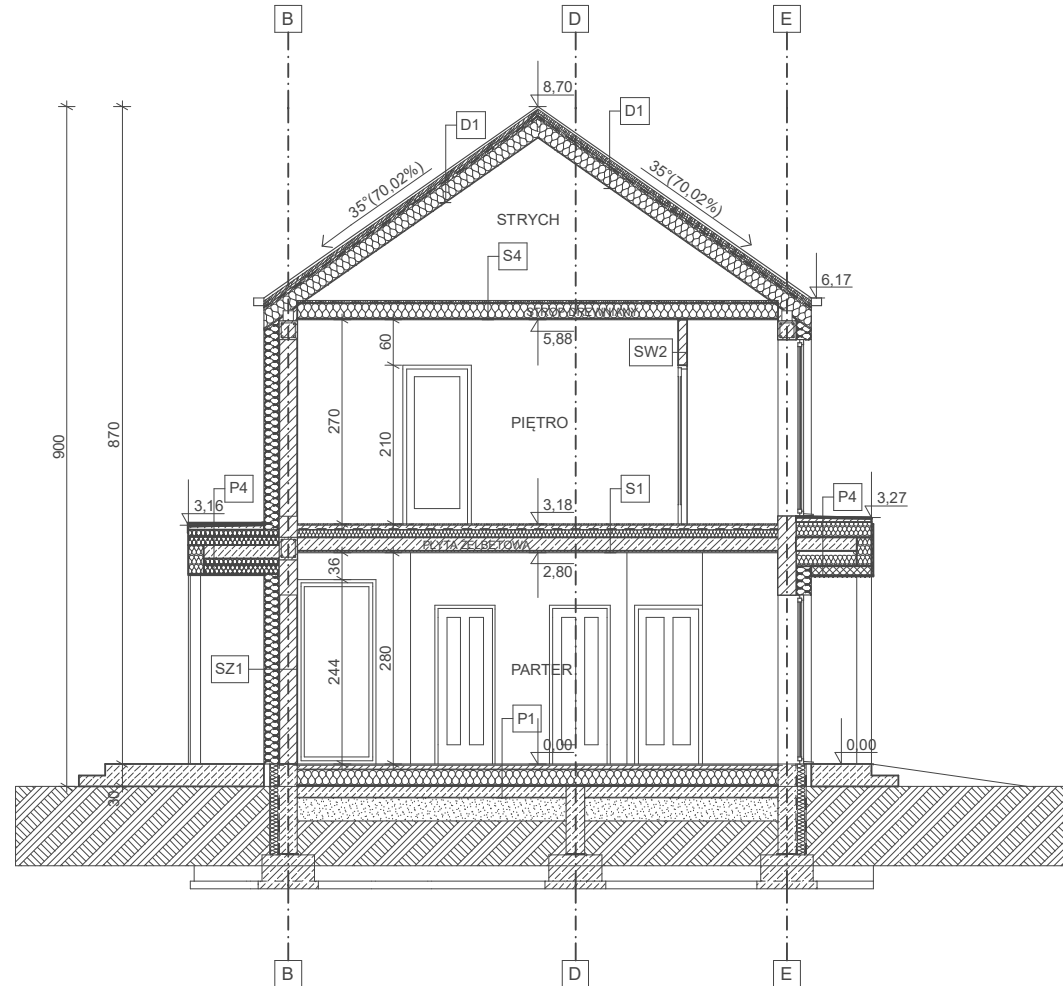 B
D
E
8,70
D1
D1
35°(70,02%)
35°(70,02%)
STRYCH
S4
6,17
STROP DREWNIANY
5,88
60
SW2
900
870
270
210
PIĘTRO
P4
3,16
3,18
S1
P4
3,27
PŁYTA ŻELBETOWA
2,80
36
SZ1
244
280
PARTER
P1
0,00
0,00
30
B
D
E